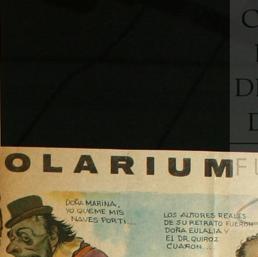 OLARIUM
DOÑA MARINA,
YO QUEMÉ MIS
NAVES POR TI...
LOS AUTORES REALES
DE SU RETRATO FUERON
DOÑA EULALIA Y
EL DR. QUIROZ
CUARON...